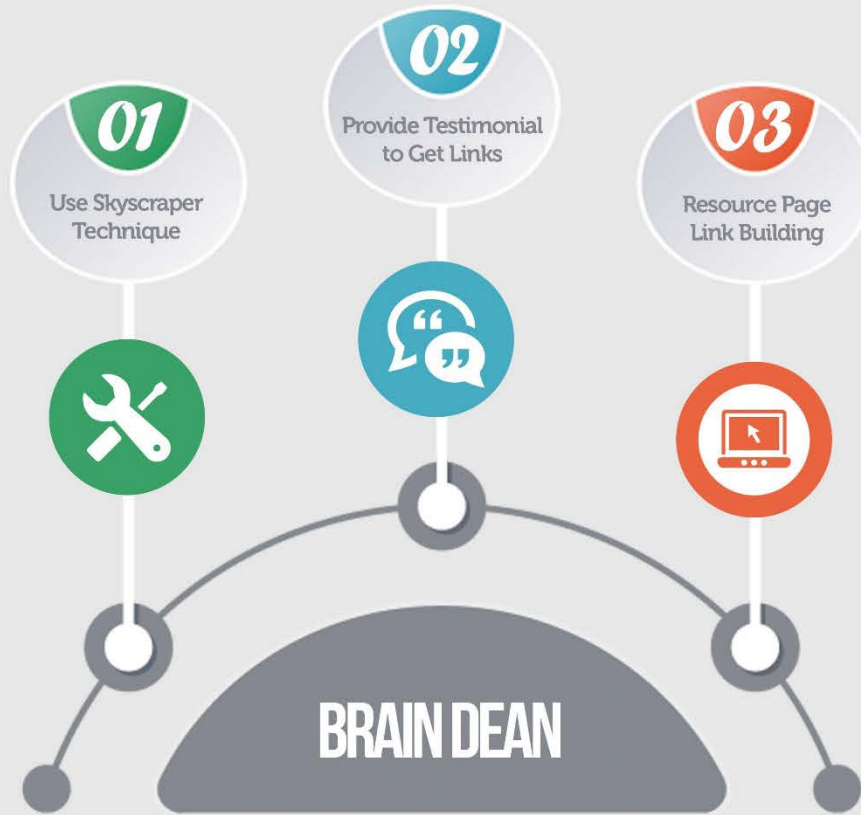 01
Use Skyscraper
Technique
02
Provide Testimonial
to Get Links
03
Resource Page
Link Building
BRAIN DEAN